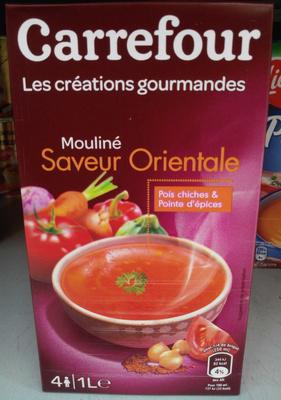 Carrefour
Les créations gourmandes
Mouliné
Saveur Orientale
Pois chiches &
Pointe d'épices
4 1L℮
4%